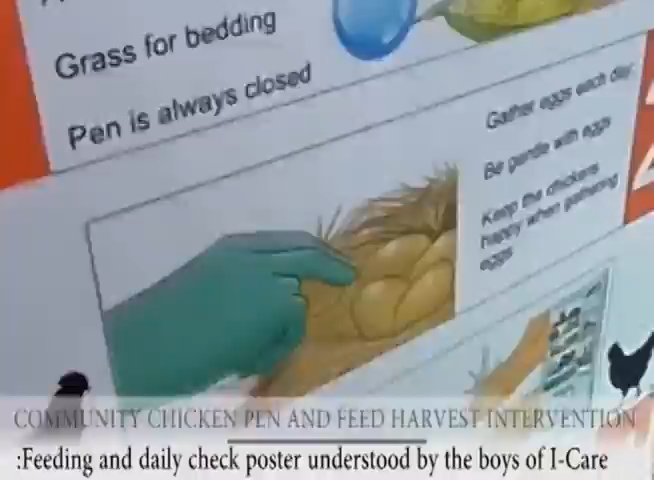 Grass for bedding
Pen is always closed
Gather eggs each day
Be gentle with eggs
Keep the chickens
happy when gathering
eggs
COMMUNITY CHICKEN PEN AND FEED HARVEST INTERVENTION
:Feeding and daily check poster understood by the boys of I-Care